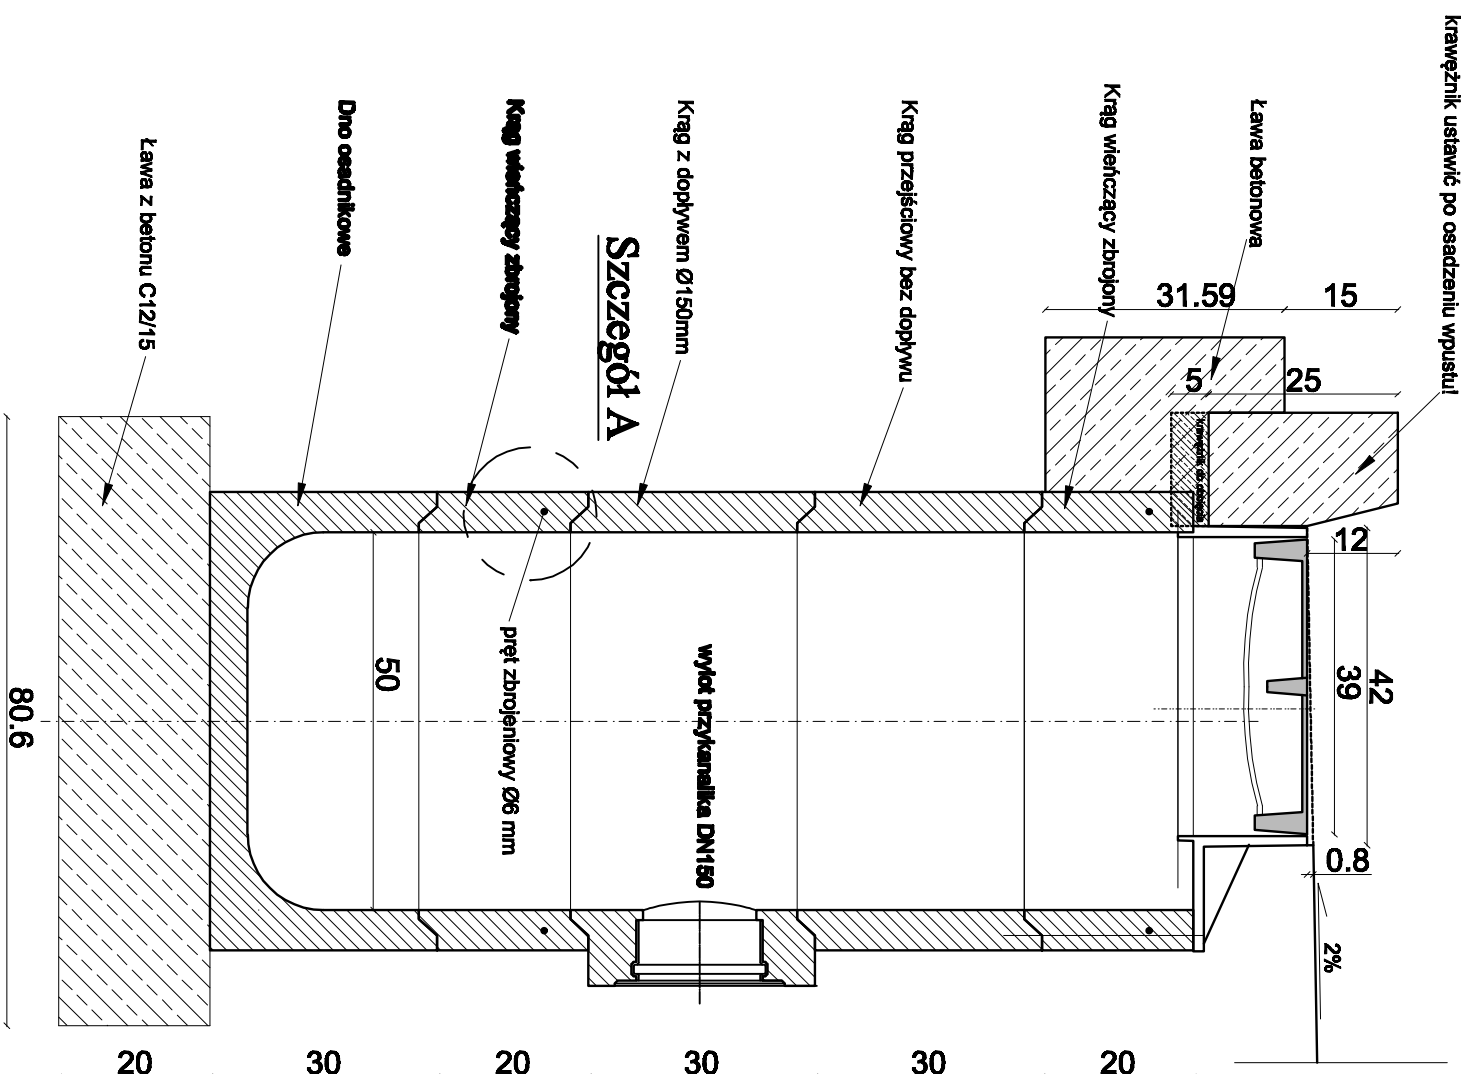 krawężnik ustawić po osadzeniu wpustu!
Ława betonowa
Krąg wieńczący zbrojony
Krąg przejściowy bez dopływu
Krąg z dopływem Ø150mm
Szczegół A
Krąg wieńczący zbrojony
Dno osadnikowe
Ława z betonu C12/15
31.59
15
5
25
12
42
39
0.8
2%
50
pręt zbrojeniowy Ø6 mm
wylot przykanalika DN150
80.6
20
30
20
30
30
20